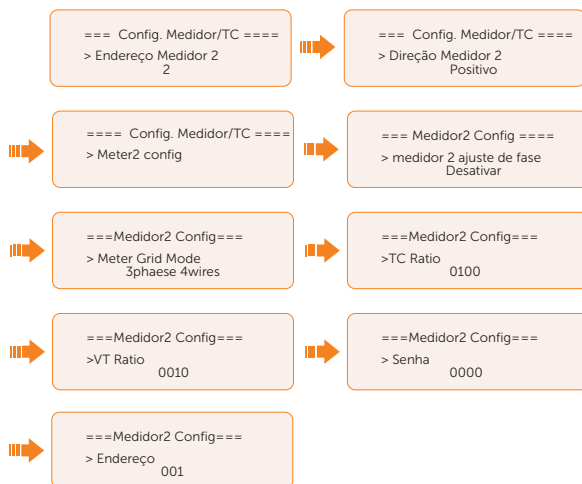 === Config. Medidor/TC ====
> Endereço Medidor 2
2
=== Config. Medidor/TC ====
> Direção Medidor 2
Positivo
==== Config. Medidor/TC ====
> Meter2 config
=== Medidor2 Config ====
> medidor 2 ajuste de fase
Desativar
===Medidor2 Config===
> Meter Grid Mode
3phaese 4wires
===Medidor2 Config===
>TC Ratio
0100
===Medidor2 Config===
>VT Ratio
0010
===Medidor2 Config===
> Senha
0000
===Medidor2 Config===
> Endereço
001